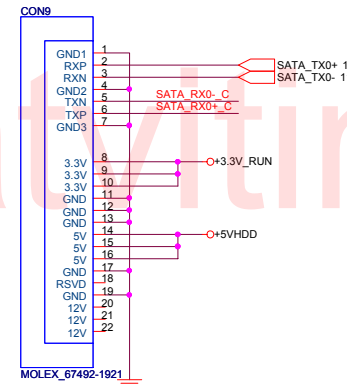 CON9
GND1 1
RXP 2 SATA_TX0+ 1
RXN 3 SATA_TX0- 1
GND2 4
TXN 5 SATA_RX0-_C
TXP 6 SATA_RX0+_C
GND3 7
3.3V 8 +3.3V_RUN
3.3V 9
3.3V 10
GND 11
GND 12
GND 13
5V 14 +5VHDD
5V 15
5V 16
GND 17
RSVD 18
GND 19
12V 20
12V 21
12V 22
MOLEX_67492-1921